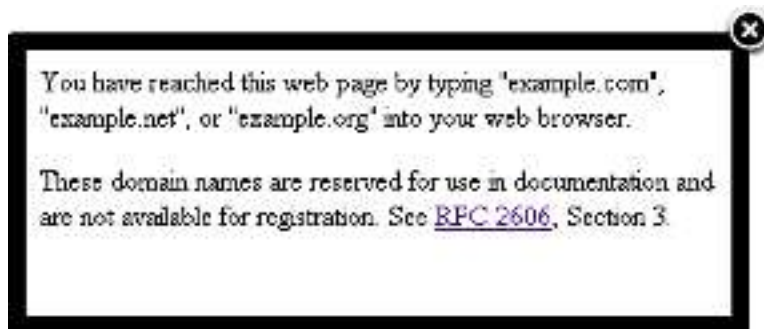 You have reached this web page by typing "example.com",
"example.net", or "example.org" into your web browser.
These domain names are reserved for use in documentation and
are not available for registration. See RFC 2606, Section 3.